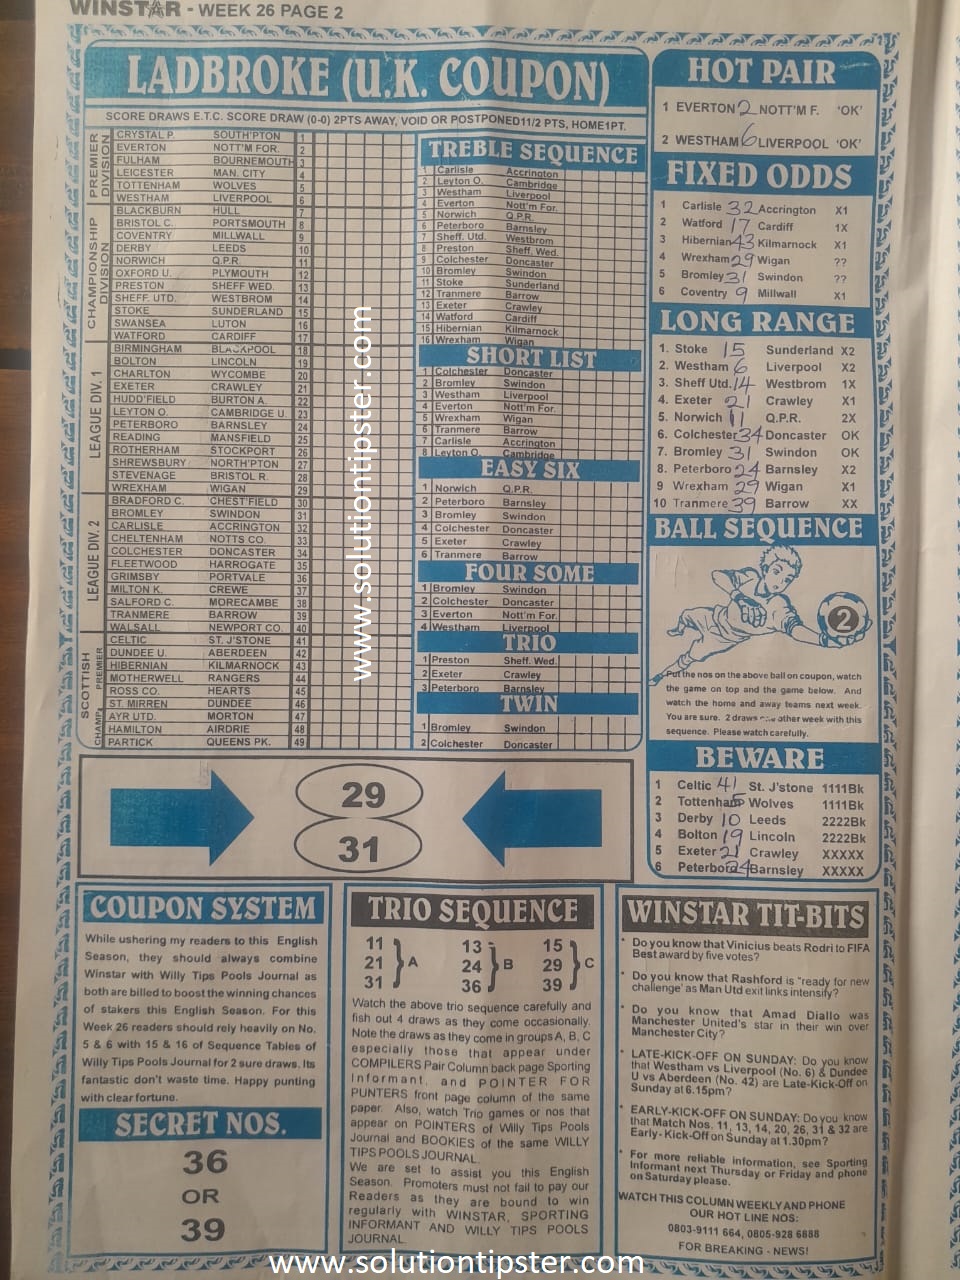 WINSTAR - WEEK 26 PAGE 2
LADBROKE (U.K. COUPON)
SCORE DRAWS E.T.C. SCORE DRAW (0-0) 2PTS AWAY, VOID OR POSTPONED11/2 PTS, HOME1PT.
PREMIER DIVISION
CRYSTAL P. SOUTH'PTON 1
EVERTON NOTT'M FOR. 2
FULHAM BOURNEMOUTH 3
LEICESTER MAN. CITY 4
TOTTENHAM WOLVES 5
WESTHAM LIVERPOOL 6
CHAMPIONSHIP DIVISION
BLACKBURN HULL 7
BRISTOL C. PORTSMOUTH 8
COVENTRY MILLWALL 9
DERBY LEEDS 10
NORWICH Q.P.R. 11
OXFORD U. PLYMOUTH 12
PRESTON SHEFF WED. 13
SHEFF. UTD. WESTBROM 14
STOKE SUNDERLAND 15
SWANSEA LUTON 16
WATFORD CARDIFF 17
LEAGUE DIV. 1
BIRMINGHAM BLACKPOOL 18
BOLTON LINCOLN 19
CHARLTON WYCOMBE 20
EXETER CRAWLEY 21
HUDD'FIELD BURTON A. 22
LEYTON O. CAMBRIDGE U. 23
PETERBORO BARNSLEY 24
READING MANSFIELD 25
ROTHERHAM STOCKPORT 26
SHREWSBURY NORTH'PTON 27
STEVENAGE BRISTOL R. 28
WREXHAM WIGAN 29
LEAGUE DIV. 2
BRADFORD C. CHESTFIELD 30
BROMLEY SWINDON 31
CARLISLE ACCRINGTON 32
CHELTENHAM NOTTS CO. 33
COLCHESTER DONCASTER 34
FLEETWOOD HARROGATE 35
GRIMSBY PORTVALE 36
MILTON K. CREWE 37
SALFORD C. MORECAMBE 38
TRANMERE BARROW 39
WALSALL NEWPORT CO. 40
SCOTTISH
PREMIER
CELTIC ST. J'STONE 41
DUNDEE U. ABERDEEN 42
HIBERNIAN KILMARNOCK 43
MOTHERWELL RANGERS 44
ROSS CO. HEARTS 45
ST. MIRREN DUNDEE 46
CHAMP.
AYR UTD. MORTON 47
HAMILTON AIRDRIE 48
PARTICK QUEENS PK. 49
TREBLE SEQUENCE
1 Carlisle Accrington
2 Leyton O. Cambridge
3 Westham Liverpool
4 Everton Nott'm For.
5 Norwich Q.P.R.
6 Peterboro Barnsley
7 Sheff. Utd. Westbrom
8 Preston Sheff. Wed.
9 Colchester Doncaster
10 Bromley Swindon
11 Stoke Sunderland
12 Tranmere Barrow
13 Exeter Crawley
14 Watford Cardiff
15 Hibernian Kilmarnock
16 Wrexham Wigan
SHORT LIST
1 Colchester Doncaster
2 Bromley Swindon
3 Westham Liverpool
4 Everton Nott'm For.
5 Wrexham Wigan
6 Tranmere Barrow
7 Carlisle Accrington
8 Leyton O. Cambridge
EASY SIX
1 Norwich Q.P.R.
2 Peterboro Barnsley
3 Bromley Swindon
4 Colchester Doncaster
5 Exeter Crawley
6 Tranmere Barrow
FOUR SOME
1 Bromley Swindon
2 Colchester Doncaster
3 Everton Nott'm For.
4 Westham Liverpool
TRIO
1 Preston Sheff. Wed.
2 Exeter Crawley
3 Peterboro Barnsley
TWIN
1 Bromley Swindon
2 Colchester Doncaster
www.solutiontipster.com
HOT PAIR
1 EVERTON 2 NOTT'M F. 'OK'
2 WESTHAM 6 LIVERPOOL 'OK'
FIXED ODDS
1 Carlisle 32 Accrington X1
2 Watford 17 Cardiff 1X
3 Hibernian 43 Kilmarnock X1
4 Wrexham 29 Wigan ??
5 Bromley 31 Swindon ??
6 Coventry 9 Millwall X1
LONG RANGE
1. Stoke 15 Sunderland X2
2. Westham 6 Liverpool X2
3. Sheff Utd. 14 Westbrom 1X
4. Exeter 21 Crawley X1
5. Norwich 11 Q.P.R. 2X
6. Colchester 34 Doncaster OK
7. Bromley 31 Swindon OK
8. Peterboro 24 Barnsley X2
9 Wrexham 29 Wigan X1
10 Tranmere 39 Barrow XX
BALL SEQUENCE
2
Put the nos on the above ball on coupon, watch
the game on top and the game below. And
watch the home and away teams next week.
You are sure. 2 draws other week with this
sequence. Please watch carefully.
BEWARE
1 Celtic 41 St. J'stone 1111Bk
2 Tottenham 5 Wolves 1111Bk
3 Derby 10 Leeds 2222Bk
4 Bolton 19 Lincoln 2222Bk
5 Exeter 21 Crawley XXXXX
6 Peterboro 24 Barnsley XXXXX
29
31
COUPON SYSTEM
While ushering my readers to this English
Season, they should always combine
Winstar with Willy Tips Pools Journal as
both are billed to boost the winning chances
of stakers this English Season. For this
Week 26 readers should rely heavily on No.
5 & 6 with 15 & 16 of Sequence Tables of
Willy Tips Pools Journal for 2 sure draws. Its
fantastic don't waste time. Happy punting
with clear fortune.
SECRET NOS.
36
OR
39
TRIO SEQUENCE
11 21 31 } A
13 24 36 } B
15 29 39 } C
Watch the above trio sequence carefully and
fish out 4 draws as they come occasionally.
Note the draws as they come in groups A, B, C
especially those that appear under
COMPILERS Pair Column back page Sporting
Informant, and POINTER FOR
PUNTERS front page column of the same
paper. Also, watch Trio games or nos that
appear on POINTERS of Willy Tips Pools
Journal and BOOKIES of the same WILLY
TIPS POOLS JOURNAL.
We are set to assist you this English
Season. Promoters must not fail to pay our
Readers as they are bound to win
regularly with WINSTAR, SPORTING
INFORMANT AND WILLY TIPS POOLS
JOURNAL.
WINSTAR TIT-BITS
* Do you know that Vinicius beats Rodri to FIFA
Best award by five votes?
* Do you know that Rashford is "ready for new
challenge' as Man Utd exit links intensify?
* Do you know that Amad Diallo was
Manchester United's star in their win over
Manchester City?
* LATE-KICK-OFF ON SUNDAY: Do you know
that Westham vs Liverpool (No. 6) & Dundee
U vs Aberdeen (No. 42) are Late-Kick-Off on
Sunday at 6.15pm?
* EARLY-KICK-OFF ON SUNDAY: Do you know
that Match Nos. 11, 13, 14, 20, 26, 31 & 32 are
Early- Kick-Off on Sunday at 1.30pm?
* For more reliable information, see Sporting
Informant next Thursday or Friday and phone
on Saturday please.
WATCH THIS COLUMN WEEKLY AND PHONE
OUR HOT LINE NOS:
0803-9111 664, 0805-928 6888
FOR BREAKING - NEWS!
www.solutiontipster.com